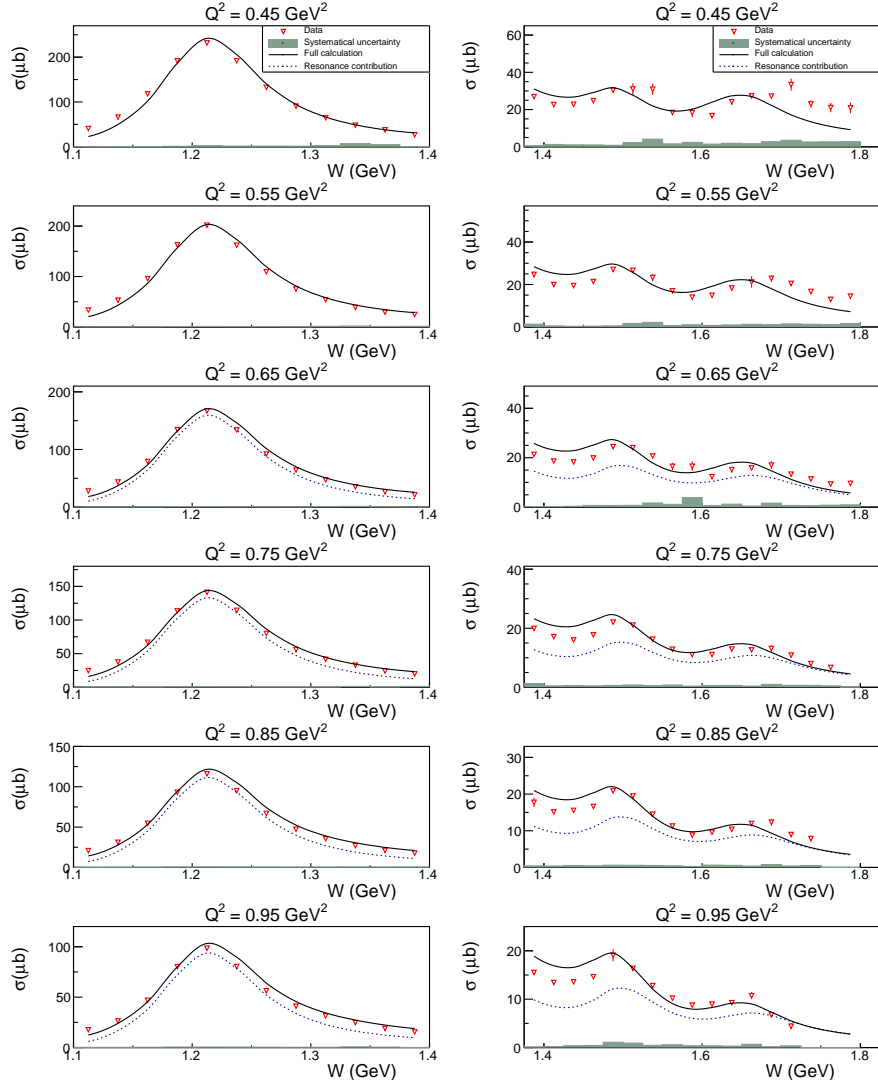 Q² = 0.45 GeV²
σ(μb)
200
100
0
1.1
1.2
1.3
1.4
W (GeV)
Data
Systematical uncertainty
Full calculation
Resonance contribution
Q² = 0.45 GeV²
σ (μb)
60
40
20
0
1.4
1.6
1.8
W (GeV)
Data
Systematical uncertainty
Full calculation
Resonance contribution
Q² = 0.55 GeV²
σ(μb)
200
100
0
1.1
1.2
1.3
1.4
W (GeV)
Q² = 0.55 GeV²
σ (μb)
40
20
0
1.4
1.6
1.8
W (GeV)
Q² = 0.65 GeV²
σ(μb)
200
100
0
1.1
1.2
1.3
1.4
W (GeV)
Q² = 0.65 GeV²
σ (μb)
40
20
0
1.4
1.6
1.8
W (GeV)
Q² = 0.75 GeV²
σ(μb)
150
100
50
25
0
1.1
1.2
1.3
1.4
W (GeV)
Q² = 0.75 GeV²
σ (μb)
40
20
0
1.4
1.6
1.8
W (GeV)
Q² = 0.85 GeV²
σ(μb)
150
100
50
0
1.1
1.2
1.3
1.4
W (GeV)
Q² = 0.85 GeV²
σ (μb)
30
20
10
0
1.4
1.6
1.8
W (GeV)
Q² = 0.95 GeV²
σ(μb)
100
50
0
1.1
1.2
1.3
1.4
W (GeV)
Q² = 0.95 GeV²
σ (μb)
20
10
0
1.4
1.6
1.8
W (GeV)